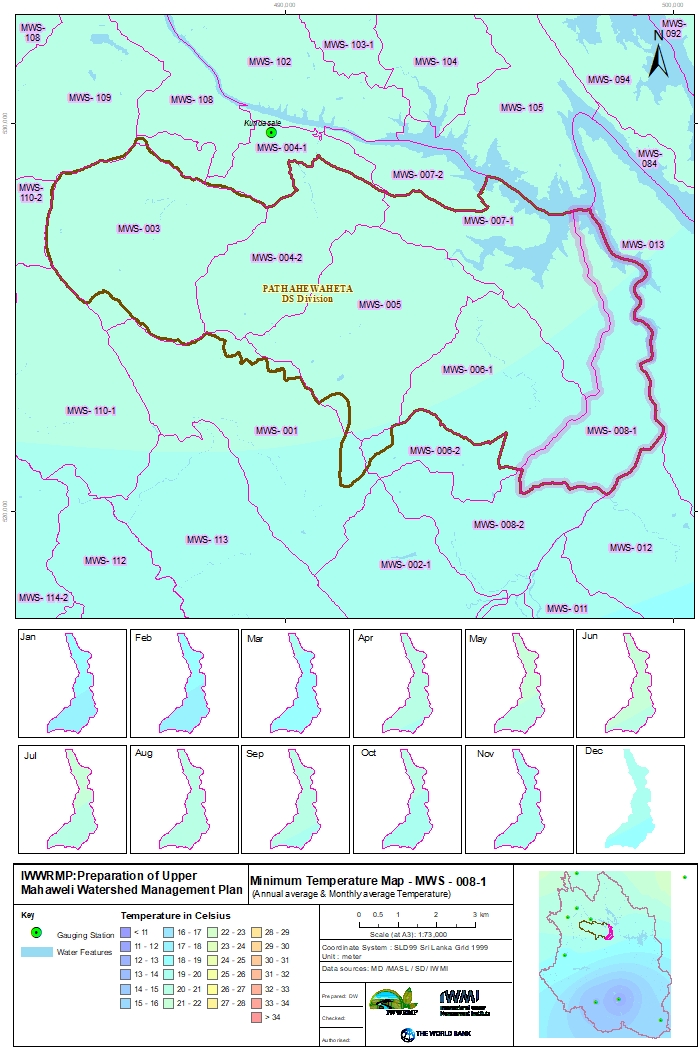 490,000
500,000
MWS-
108
MWS-
092
N
MWS- 103-1
MWS- 102
MWS- 104
MWS- 094
MWS- 109
MWS- 108
MWS- 105
530,000
Kundasale
MWS- 004-1
MWS-
084
MWS- 007-2
MWS-
110-2
MWS- 003
MWS- 007-1
MWS- 013
MWS- 004-2
PATHAHEWAHETA
DS Division
MWS- 005
MWS- 006-1
MWS- 110-1
MWS- 001
MWS- 008-1
MWS- 006-2
520,000
MWS- 008-2
MWS- 113
MWS- 012
MWS- 112
MWS- 002-1
MWS- 114-2
MWS- 011
Jan
Feb
Mar
Apr
May
Jun
Jul
Aug
Sep
Oct
Nov
Dec
IWWRMP:Preparation of Upper
Mahaweli Watershed Management Plan
Minimum Temperature Map - MWS - 008-1
(Annual average & Monthly average Temperature)
Key
Gauging Station
Water Features
Temperature in Celsius
< 11
11 - 12
12 - 13
13 - 14
14 - 15
15 - 16
16 - 17
17 - 18
18 - 19
19 - 20
20 - 21
21 - 22
22 - 23
23 - 24
24 - 25
25 - 26
26 - 27
27 - 28
28 - 29
29 - 30
30 - 31
31 - 32
32 - 33
33 - 34
> 34
0 0.5 1 2 3 km
Scale (at A3): 1:73,000
Coordinate System : SLD99 Sri Lanka Grid 1999
Unit : meter
Data sources: MD /MASL / SD / IWMI
Prepared: DW
Checked:
Authorised:
IWWRMP
IWMI
International Water
Management Institute
THE WORLD BANK